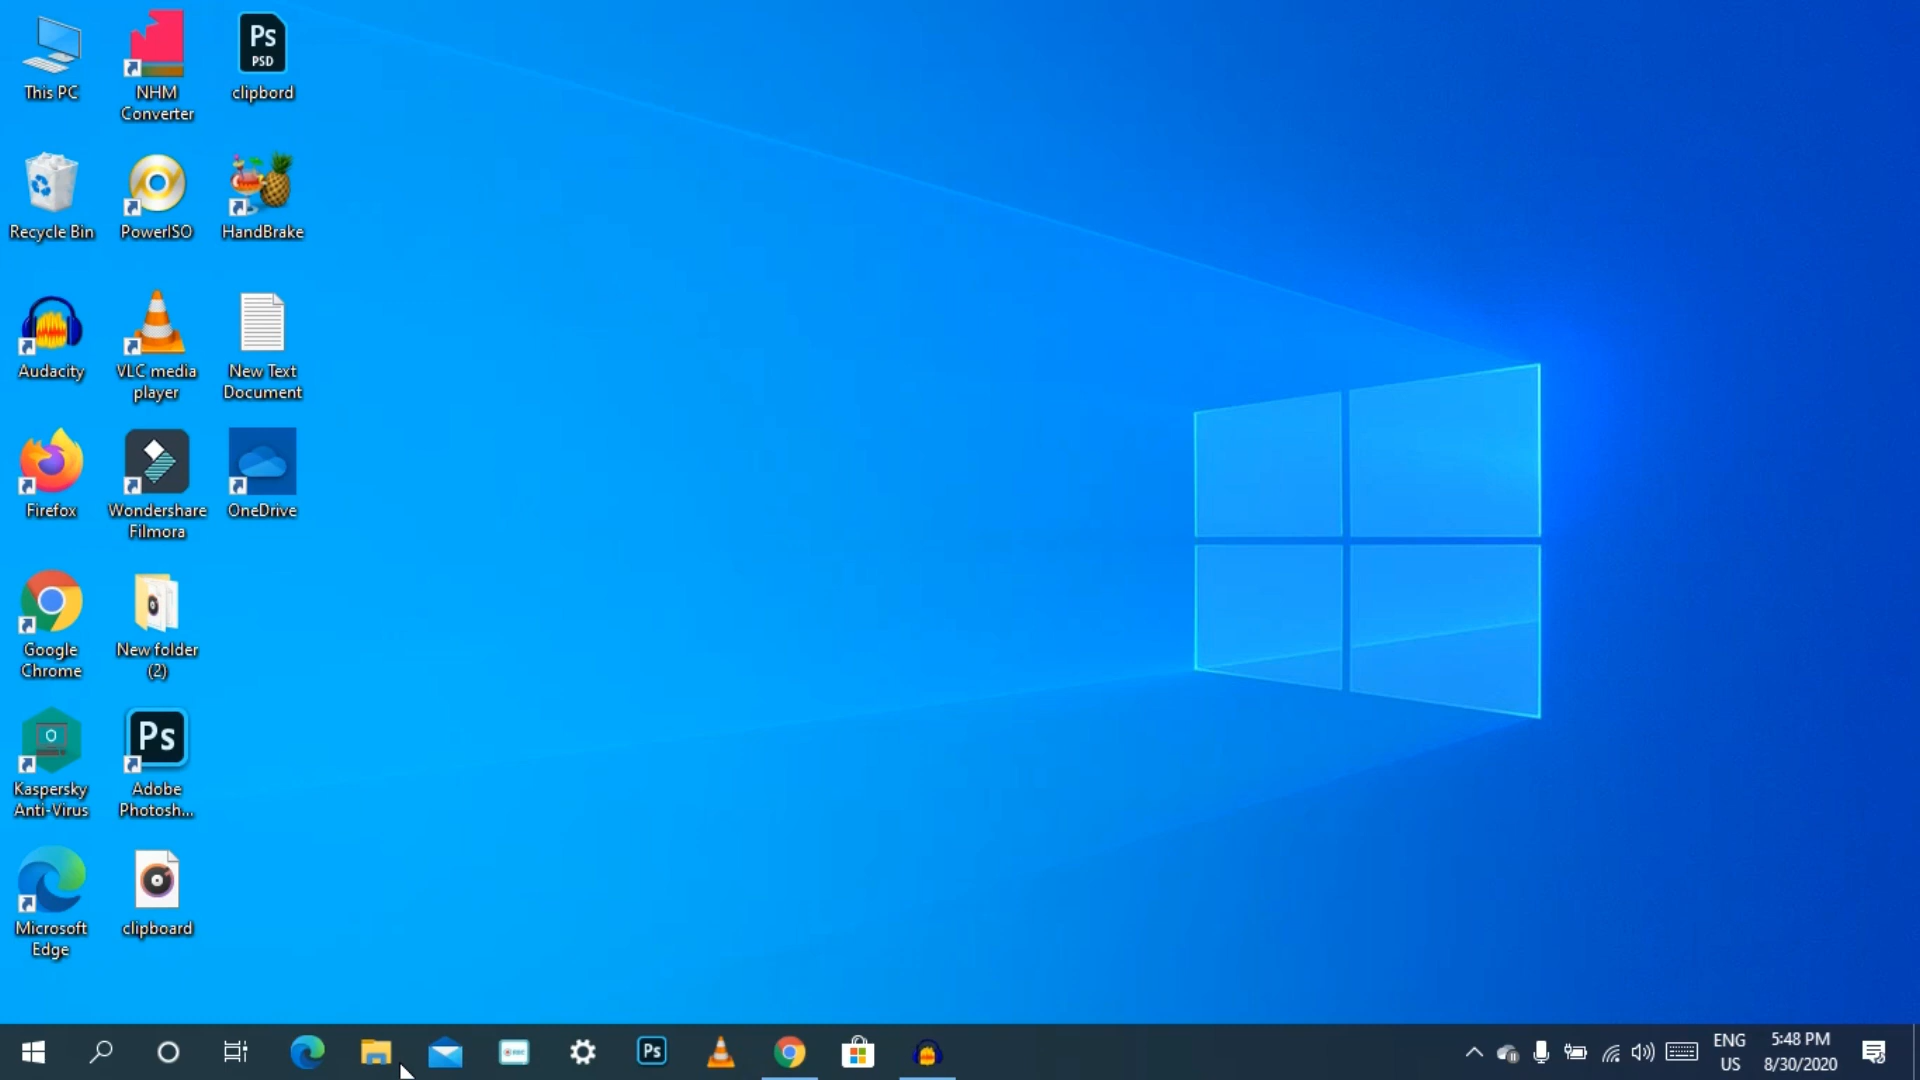 This PC
NHM
Converter
Ps
PSD
clipbord
Recycle Bin
PowerISO
HandBrake
Audacity
VLC media
player
New Text
Document
Firefox
Wondershare
Filmora
OneDrive
Google
Chrome
New folder
(2)
Kaspersky
Anti-Virus
Ps
Adobe
Photosh...
Microsoft
Edge
clipboard
REC
Ps
ENG
US
5:48 PM
8/30/2020